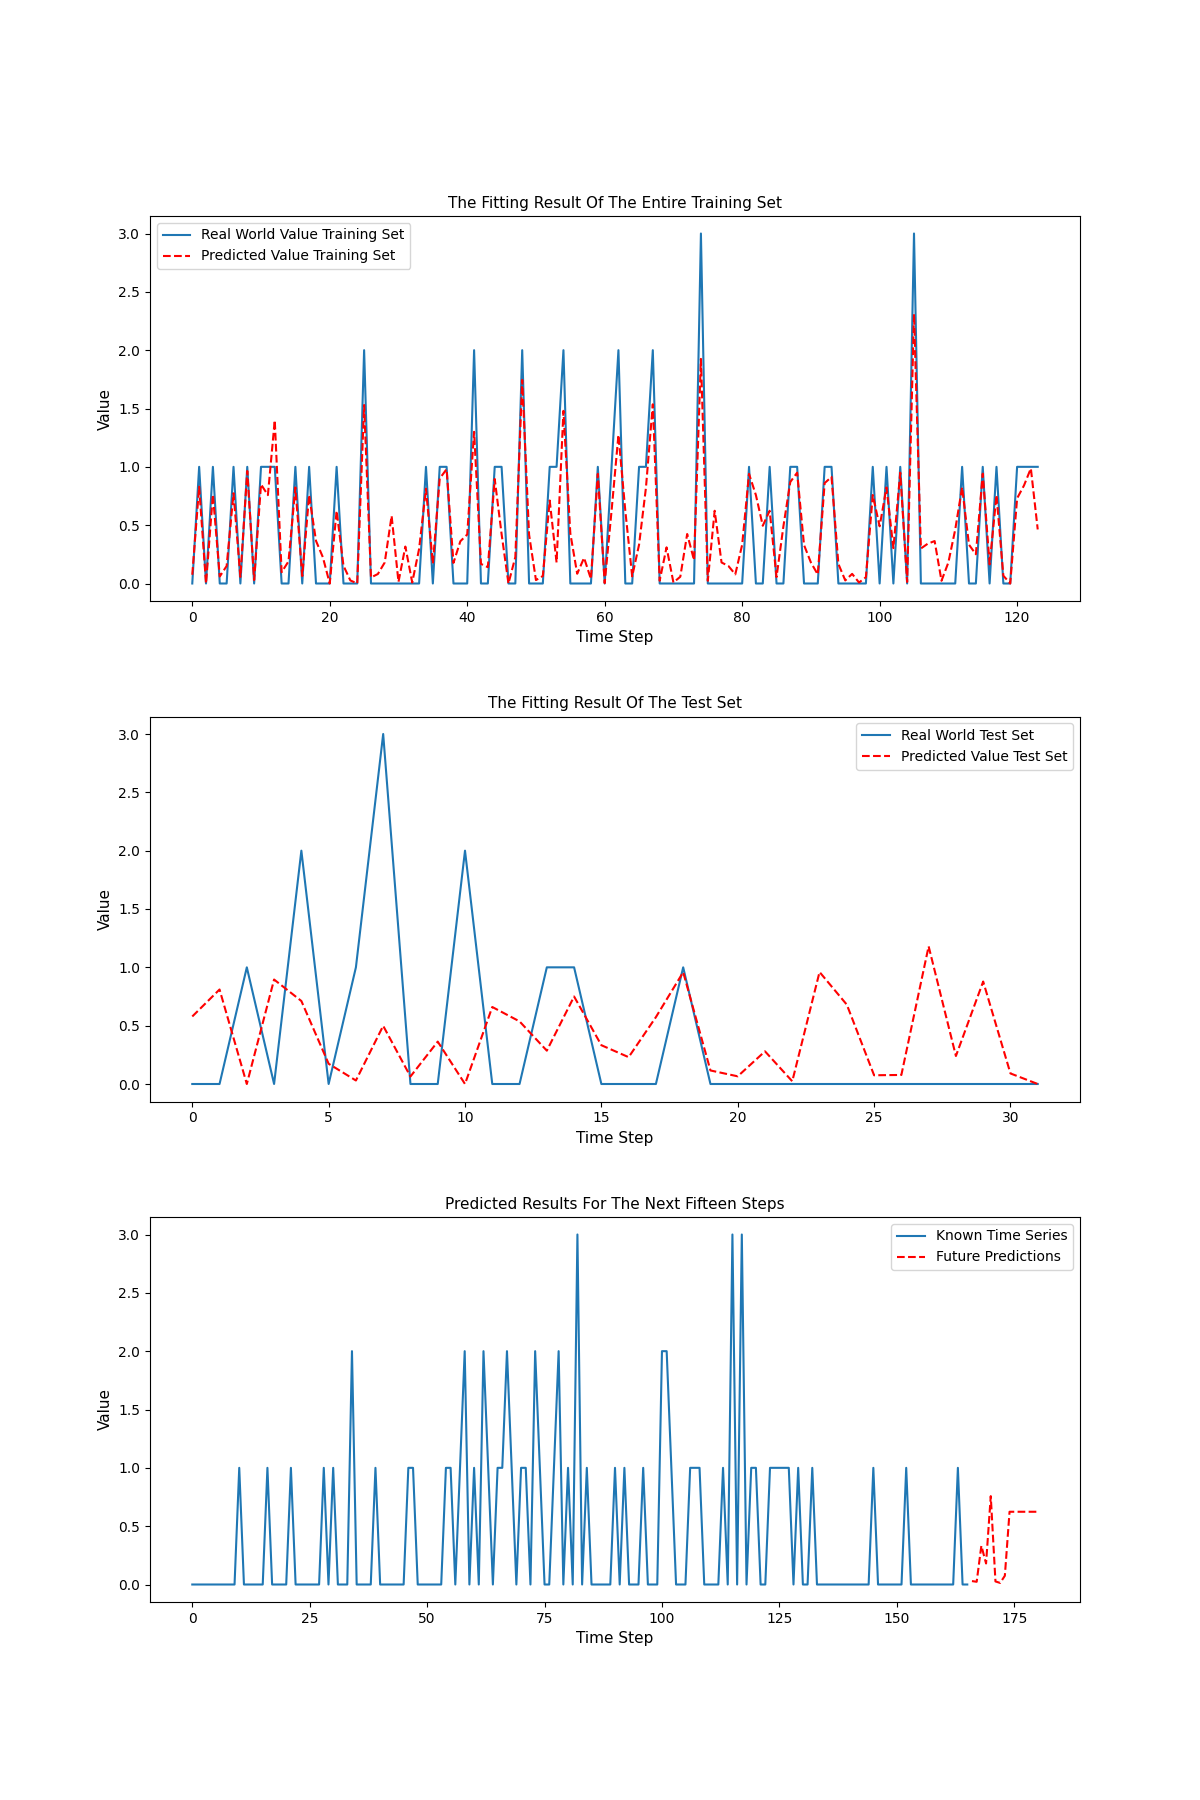 The Fitting Result Of The Entire Training Set
Real World Value Training Set
Predicted Value Training Set
3.0
2.5
2.0
1.5
1.0
0.5
0.0
Value
0 20 40 60 80 100 120
Time Step
The Fitting Result Of The Test Set
Real World Test Set
Predicted Value Test Set
3.0
2.5
2.0
1.5
1.0
0.5
0.0
Value
0 5 10 15 20 25 30
Time Step
Predicted Results For The Next Fifteen Steps
Known Time Series
Future Predictions
3.0
2.5
2.0
1.5
1.0
0.5
0.0
Value
0 25 50 75 100 125 150 175
Time Step